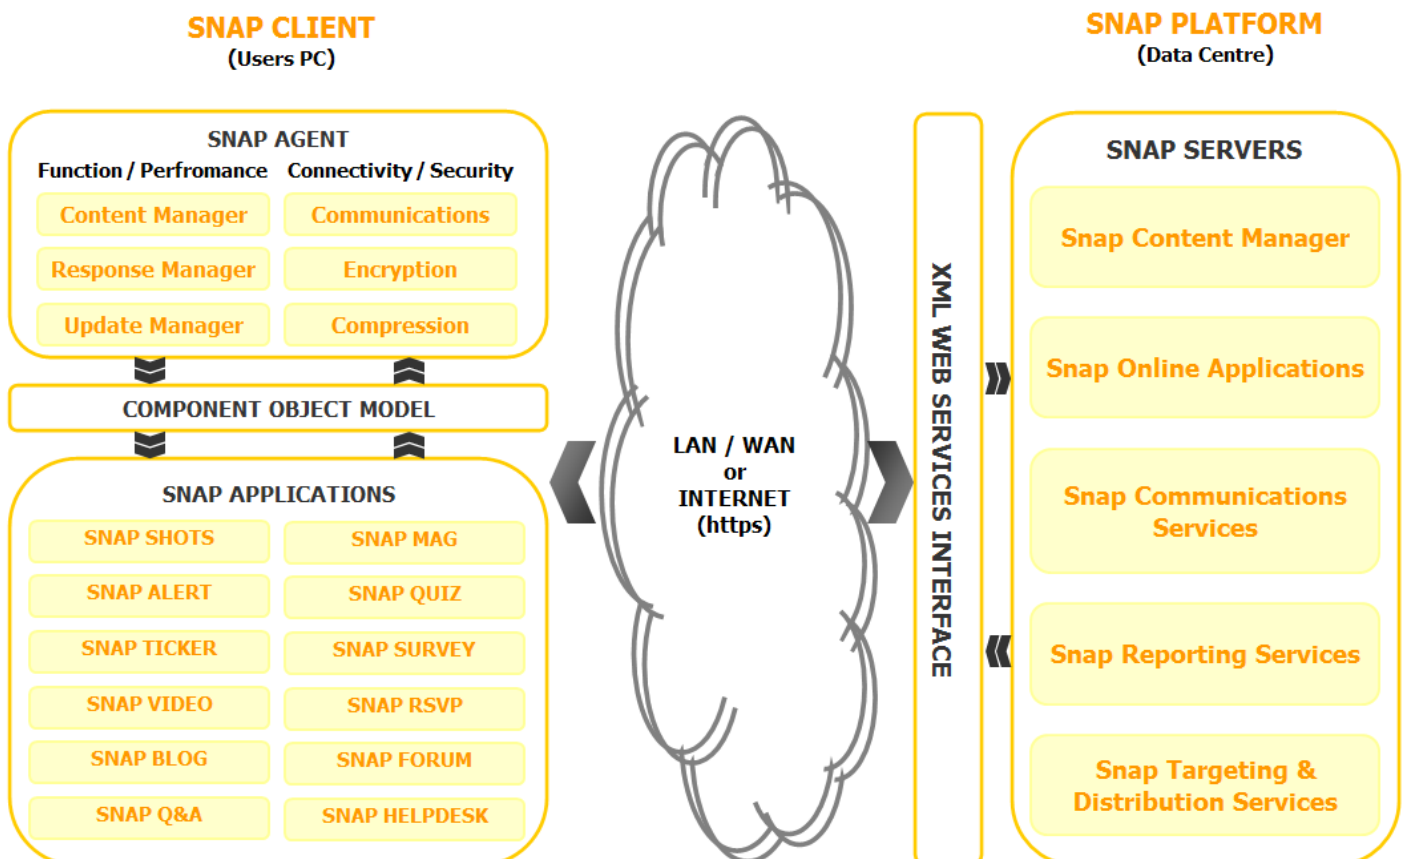 SNAP CLIENT
(Users PC)
SNAP AGENT
Function / Perfromance
Connectivity / Security
Content Manager
Communications
Response Manager
Encryption
Update Manager
Compression
COMPONENT OBJECT MODEL
SNAP APPLICATIONS
SNAP SHOTS
SNAP MAG
SNAP ALERT
SNAP QUIZ
SNAP TICKER
SNAP SURVEY
SNAP VIDEO
SNAP RSVP
SNAP BLOG
SNAP FORUM
SNAP Q&A
SNAP HELPDESK
LAN / WAN
or
INTERNET
(https)
XML WEB SERVICES INTERFACE
SNAP PLATFORM
(Data Centre)
SNAP SERVERS
Snap Content Manager
Snap Online Applications
Snap Communications
Services
Snap Reporting Services
Snap Targeting &
Distribution Services